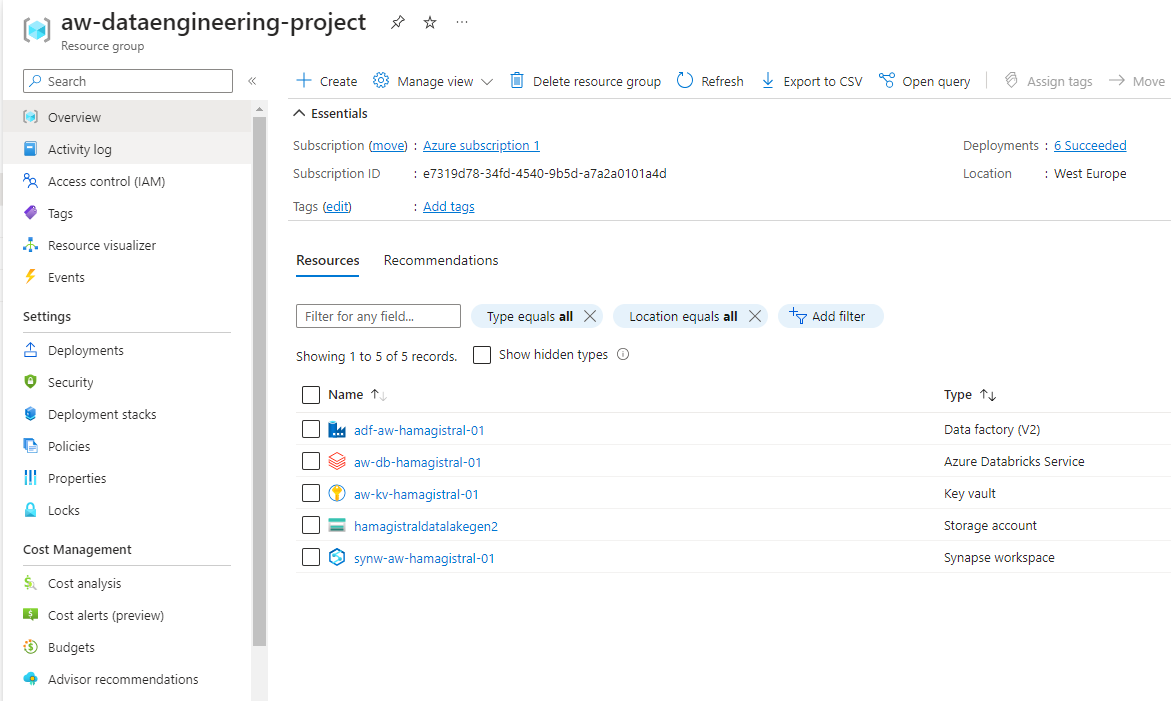 aw-dataengineering-project
Resource group
Search
Overview
Activity log
Access control (IAM)
Tags
Resource visualizer
Events
Settings
Deployments
Security
Deployment stacks
Policies
Properties
Locks
Cost Management
Cost analysis
Cost alerts (preview)
Budgets
Advisor recommendations
Create Manage view Delete resource group Refresh Export to CSV Open query Assign tags Move
Essentials
Subscription (move) : Azure subscription 1 Deployments : 6 Succeeded
Subscription ID : e7319d78-34fd-4540-9b5d-a7a2a0101a4d Location : West Europe
Tags (edit) : Add tags
Resources Recommendations
Filter for any field... Type equals all Location equals all Add filter
Showing 1 to 5 of 5 records. Show hidden types
Name Type
adf-aw-hamagistral-01 Data factory (V2)
aw-db-hamagistral-01 Azure Databricks Service
aw-kv-hamagistral-01 Key vault
hamagistraldatalakegen2 Storage account
synw-aw-hamagistral-01 Synapse workspace